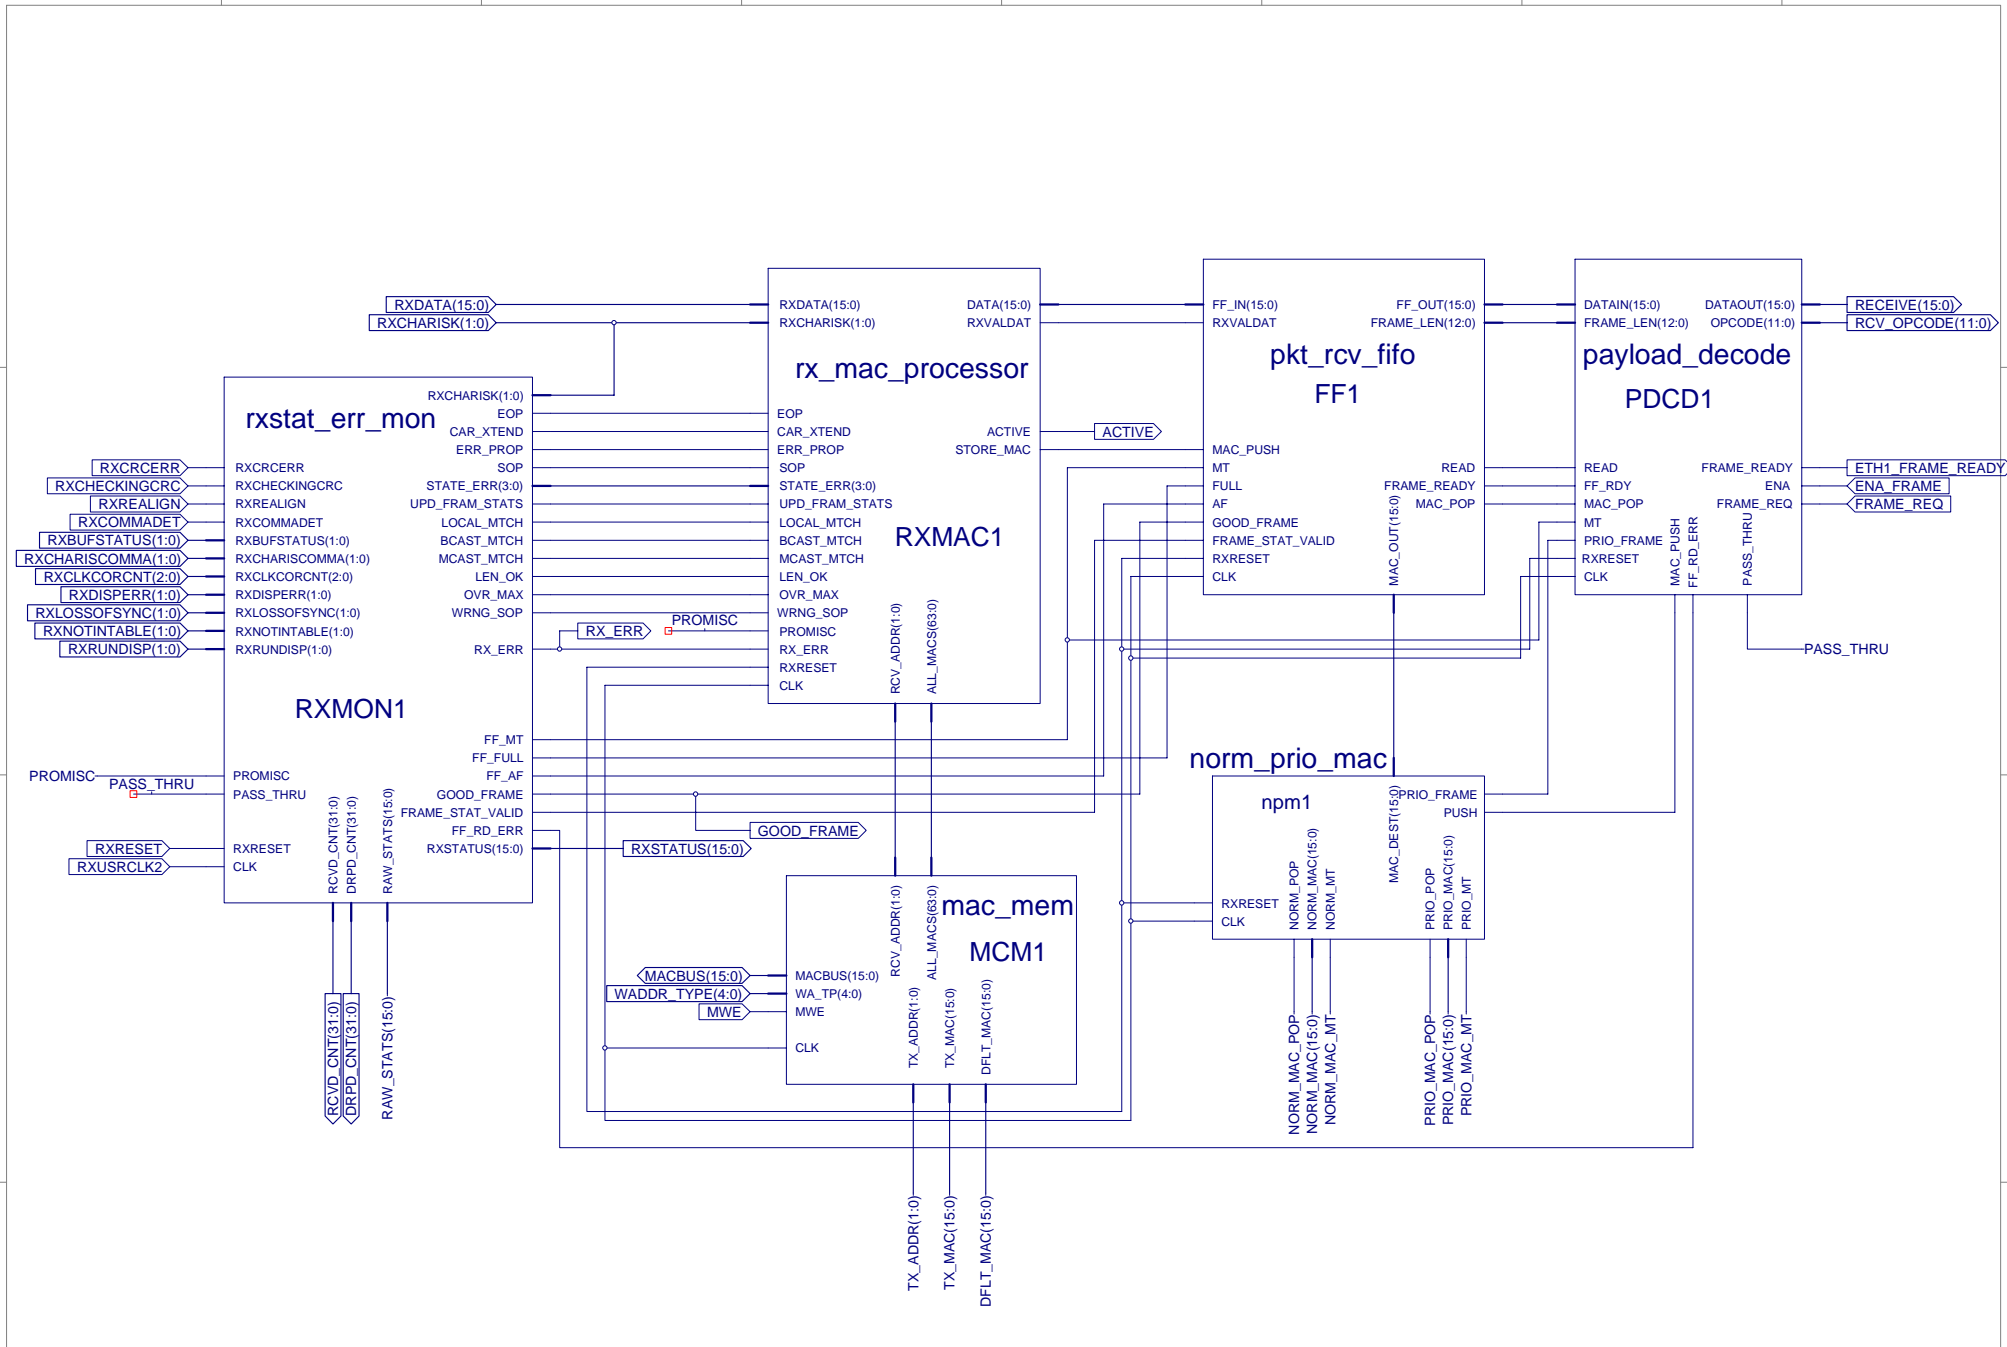 RXDATA(15:0)
RXCHARISK(1:0)
RXCRCERR
RXCHECKINGCRC
RXREALIGN
RXCOMMADET
RXBUFSTATUS(1:0)
RXCHARISCOMMA(1:0)
RXCLKCORCNT(2:0)
RXDISPERR(1:0)
RXLOSSOFSYNC(1:0)
RXNOTINTABLE(1:0)
RXRUNDISP(1:0)
PROMISC
PASS_THRU
RXRESET
RXUSRCLK2
rxstat_err_mon
RXMON1
RXCRCERR
RXCHECKINGCRC
RXREALIGN
RXCOMMADET
RXBUFSTATUS(1:0)
RXCHARISCOMMA(1:0)
RXCLKCORCNT(2:0)
RXDISPERR(1:0)
RXLOSSOFSYNC(1:0)
RXNOTINTABLE(1:0)
RXRUNDISP(1:0)
PROMISC
PASS_THRU
RXRESET
CLK
RXCHARISK(1:0)
EOP
CAR_XTEND
ERR_PROP
SOP
STATE_ERR(3:0)
UPD_FRAM_STATS
LOCAL_MTCH
BCAST_MTCH
MCAST_MTCH
LEN_OK
OVR_MAX
WRNG_SOP
RX_ERR
FF_MT
FF_FULL
FF_AF
GOOD_FRAME
FRAME_STAT_VALID
FF_RD_ERR
RXSTATUS(15:0)
RCVD_CNT(31:0)
DRPD_CNT(31:0)
RAW_STATS(15:0)
RCVD_CNT(31:0)
DRPD_CNT(31:0)
RAW_STATS(15:0)
RX_ERR
PROMISC
GOOD_FRAME
RXSTATUS(15:0)
RXDATA(15:0)
RXCHARISK(1:0)
rx_mac_processor
RXMAC1
EOP
CAR_XTEND
ERR_PROP
SOP
STATE_ERR(3:0)
UPD_FRAM_STATS
LOCAL_MTCH
BCAST_MTCH
MCAST_MTCH
LEN_OK
OVR_MAX
WRNG_SOP
PROMISC
RX_ERR
RXRESET
CLK
DATA(15:0)
RXVALDAT
ACTIVE
STORE_MAC
RCV_ADDR(1:0)
ALL_MACS(63:0)
ACTIVE
mac_mem
MCM1
MACBUS(15:0)
WADDR_TYPE(4:0)
MWE
MACBUS(15:0)
WA_TP(4:0)
MWE
CLK
RCV_ADDR(1:0)
ALL_MACS(63:0)
TX_ADDR(1:0)
TX_MAC(15:0)
DFLT_MAC(15:0)
TX_ADDR(1:0)
TX_MAC(15:0)
DFLT_MAC(15:0)
FF_IN(15:0)
RXVALDAT
pkt_rcv_fifo
FF1
MAC_PUSH
MT
FULL
AF
GOOD_FRAME
FRAME_STAT_VALID
RXRESET
CLK
FF_OUT(15:0)
FRAME_LEN(12:0)
READ
FRAME_READY
MAC_POP
MAC_OUT(15:0)
norm_prio_mac
npm1
RXRESET
CLK
MAC_DEST(15:0)
PRIO_FRAME
PUSH
NORM_POP
NORM_MAC(15:0)
NORM_MT
PRIO_POP
PRIO_MAC(15:0)
PRIO_MT
NORM_MAC_POP
NORM_MAC(15:0)
NORM_MAC_MT
PRIO_MAC_POP
PRIO_MAC(15:0)
PRIO_MAC_MT
DATAIN(15:0)
FRAME_LEN(12:0)
payload_decode
PDCD1
READ
FF_RDY
MAC_POP
MT
PRIO_FRAME
RXRESET
CLK
DATAOUT(15:0)
OPCODE(11:0)
FRAME_READY
ENA
FRAME_REQ
MAC_PUSH
FF_RD_ERR
PASS_THRU
RECEIVE(15:0)
RCV_OPCODE(11:0)
ETH1_FRAME_READY
ENA_FRAME
FRAME_REQ
PASS_THRU